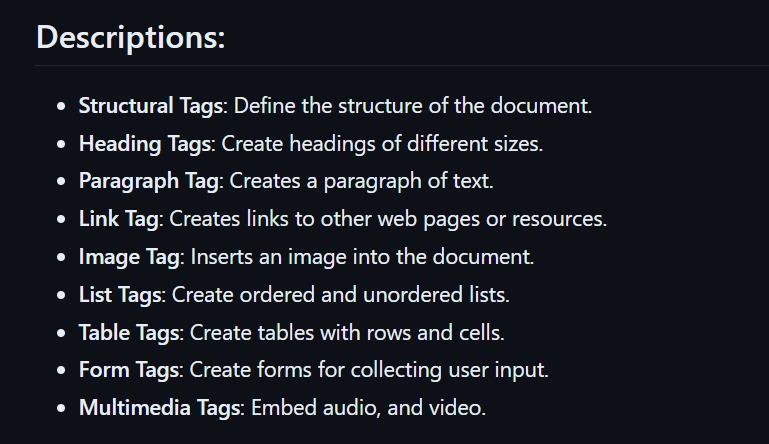 Descriptions:
• Structural Tags: Define the structure of the document.
• Heading Tags: Create headings of different sizes.
• Paragraph Tag: Creates a paragraph of text.
• Link Tag: Creates links to other web pages or resources.
• Image Tag: Inserts an image into the document.
• List Tags: Create ordered and unordered lists.
• Table Tags: Create tables with rows and cells.
• Form Tags: Create forms for collecting user input.
• Multimedia Tags: Embed audio, and video.